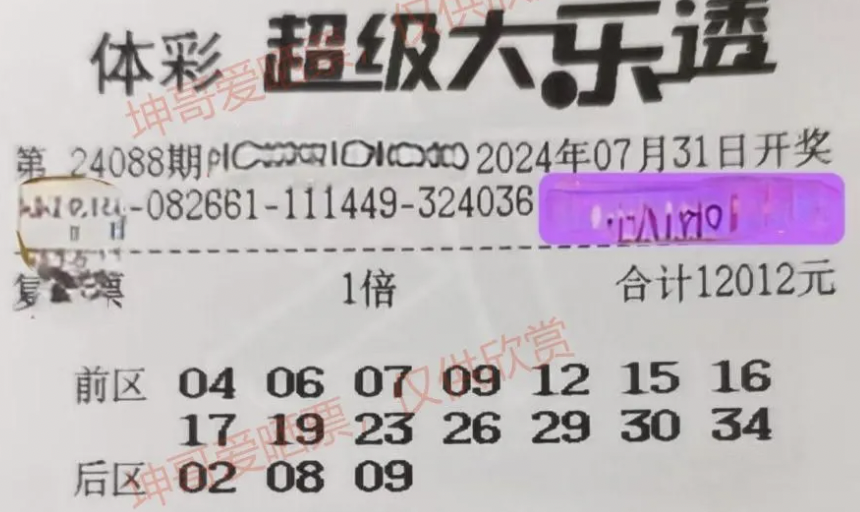 体彩 超级大乐透
第 24088期 2024年07月31日开奖
-082661-111449-324036
复 票 1倍 合计12012元
前区 04 06 07 09 12 15 16
17 19 23 26 29 30 34
后区 02 08 09
坤哥爱晒票,仅供欣赏
坤哥爱晒票,仅供欣赏